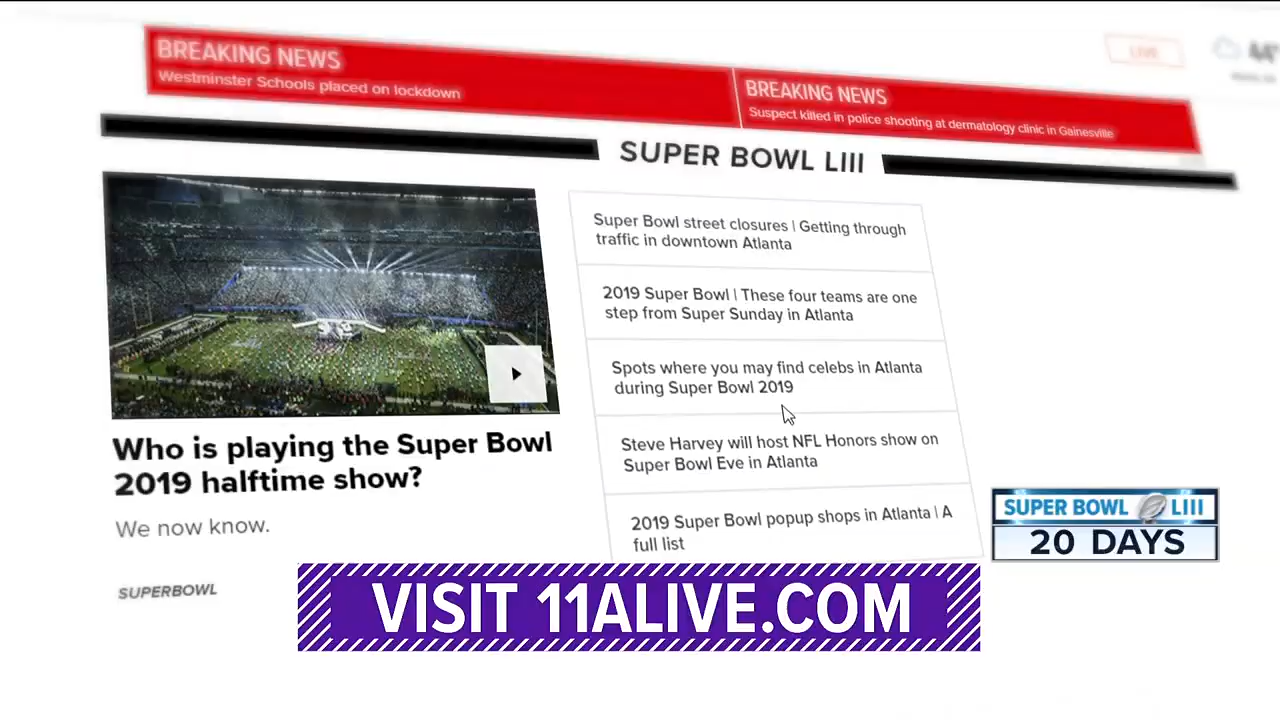 BREAKING NEWS
Westminster Schools placed on lockdown
BREAKING NEWS
Suspect killed in police shooting at dermatology clinic in Gainesville
LIVE
44°
SUPER BOWL LIII
Who is playing the Super Bowl
2019 halftime show?
We now know.
SUPERBOWL
Super Bowl street closures | Getting through
traffic in downtown Atlanta
2019 Super Bowl | These four teams are one
step from Super Sunday in Atlanta
Spots where you may find celebs in Atlanta
during Super Bowl 2019
Steve Harvey will host NFL Honors show on
Super Bowl Eve in Atlanta
2019 Super Bowl popup shops in Atlanta | A
full list
SUPER BOWL LIII
20 DAYS
VISIT 11ALIVE.COM